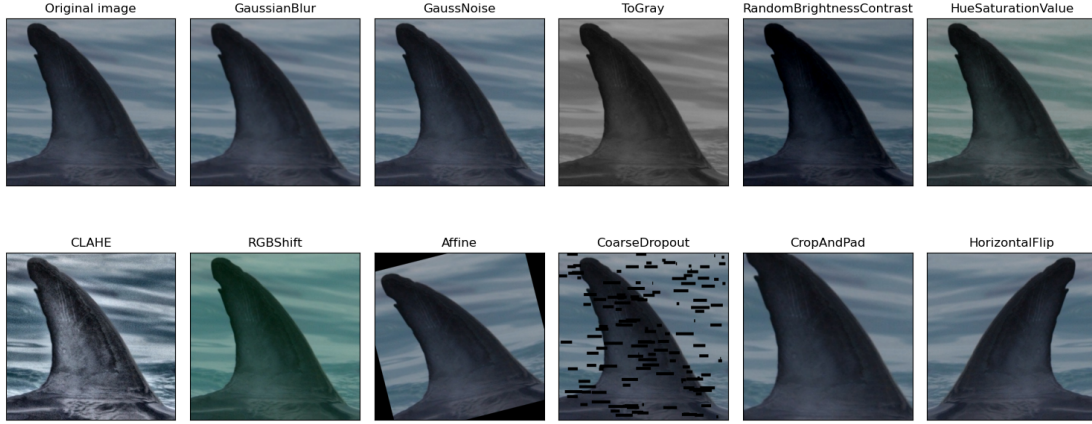 Original image
GaussianBlur
GaussNoise
ToGray
RandomBrightnessContrast
HueSaturationValue
CLAHE
RGBShift
Affine
CoarseDropout
CropAndPad
HorizontalFlip